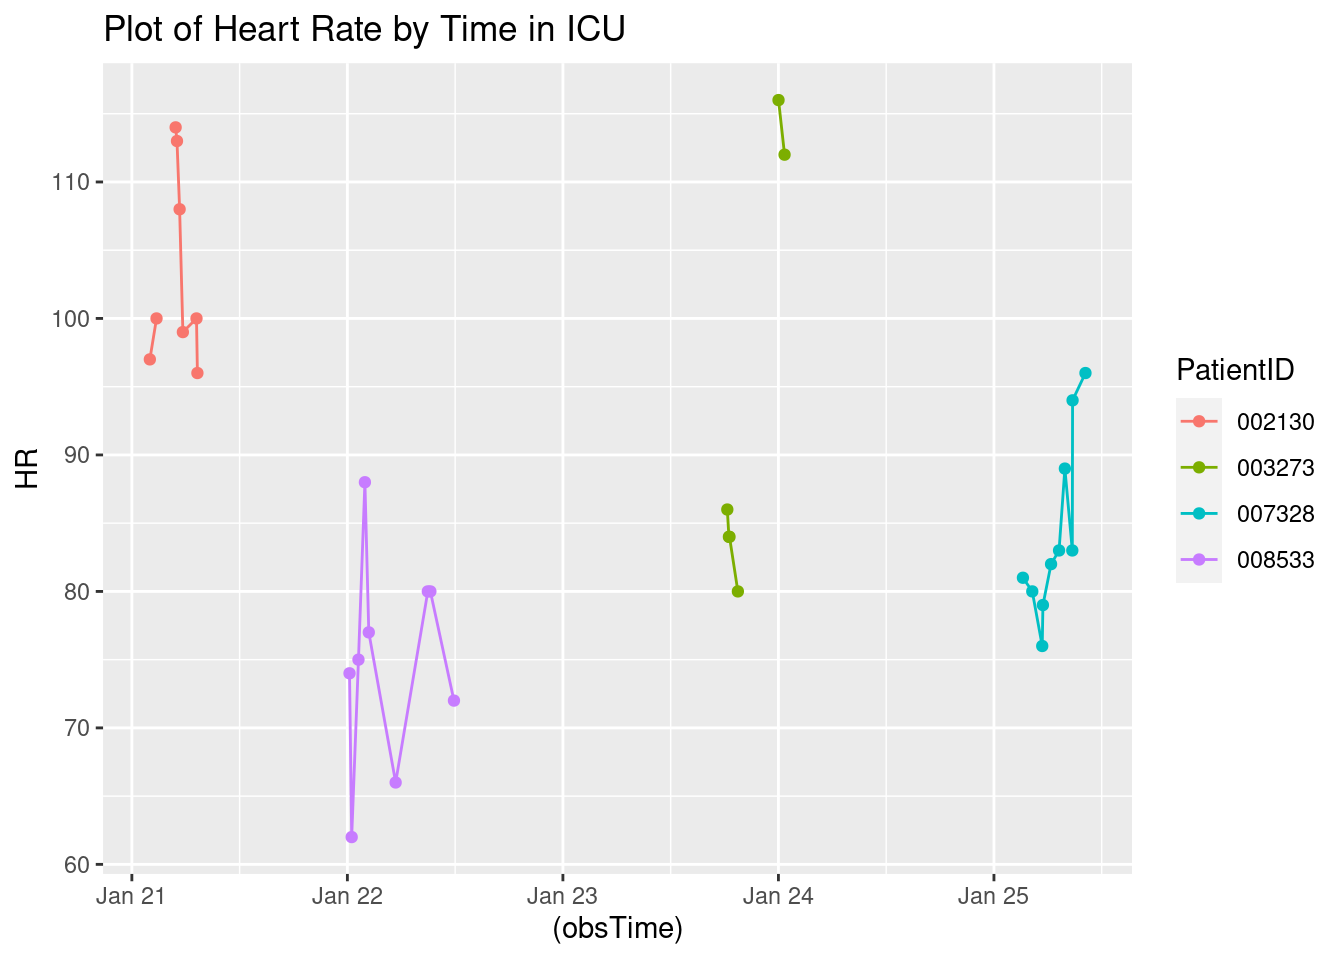 Plot of Heart Rate by Time in ICU
110
100
90
80
70
60
HR
Jan 21 Jan 22 Jan 23 Jan 24 Jan 25
(obsTime)
PatientID
002130
003273
007328
008533